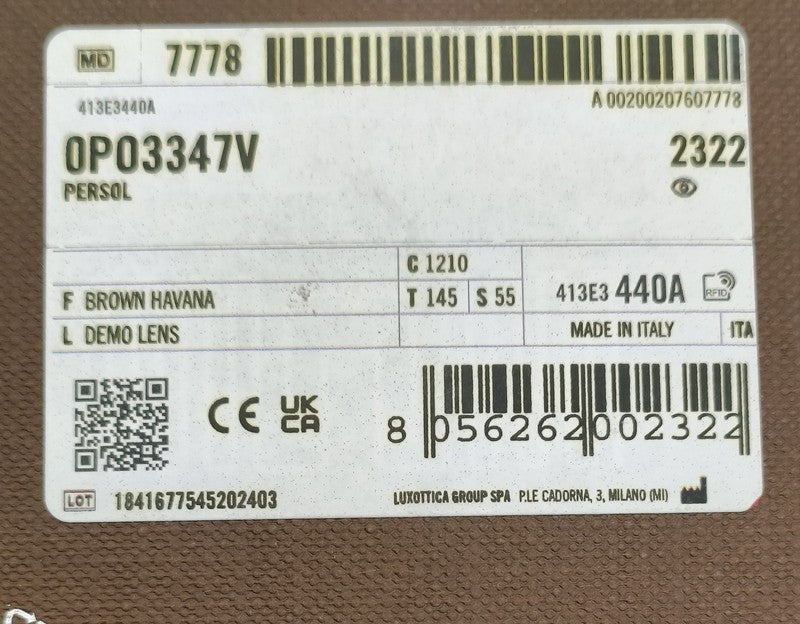 MD 7778
413E3440A A 00200207607778
0PO3347V 2322
PERSOL
C 1210
F BROWN HAVANA T 145 S 55 413E3 440A RFID
L DEMO LENS MADE IN ITALY ITA
CE UK
CA
8 056262 002322
LOT 1841677545202403 LUXOTTICA GROUP SPA P.LE CADORNA, 3, MILANO (MI)